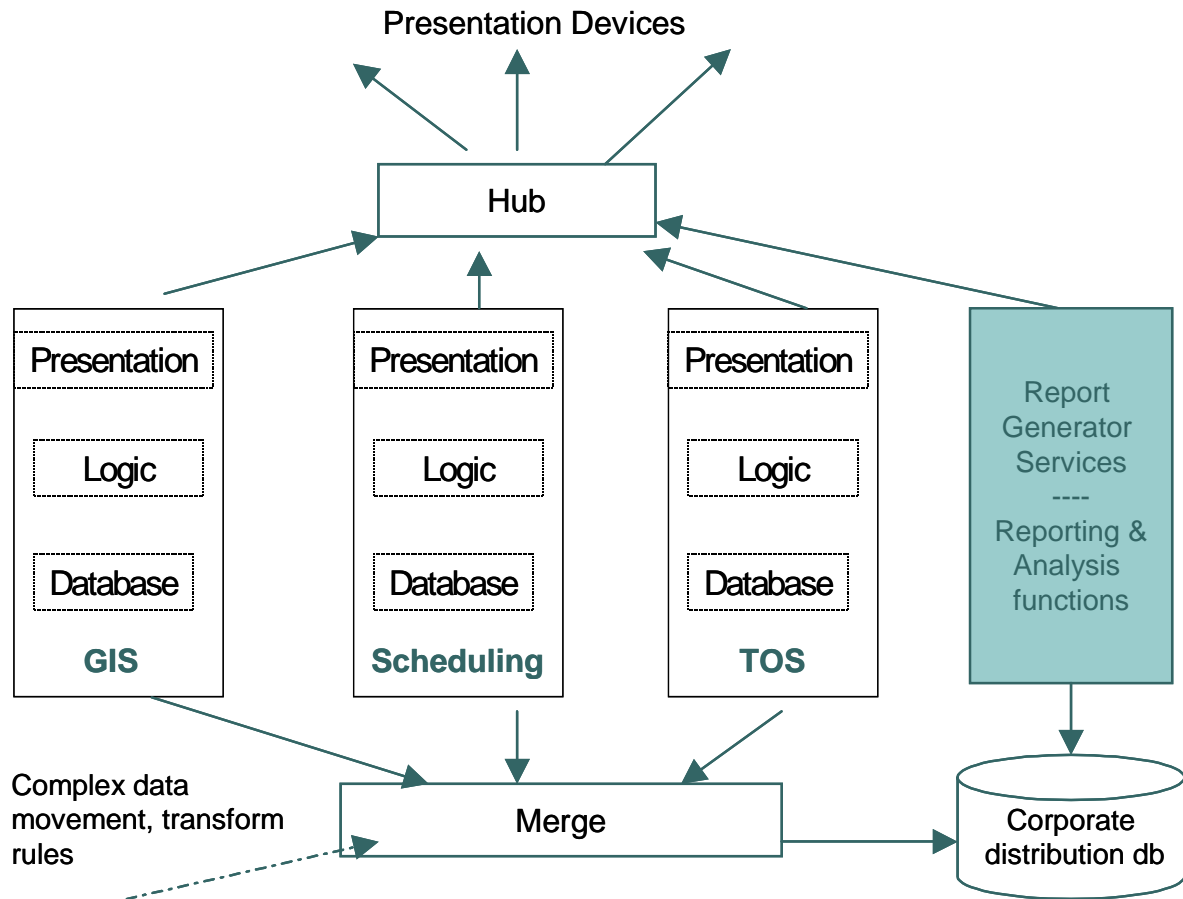 Presentation Devices
Hub
Presentation
Logic
Database
GIS
Presentation
Logic
Database
Scheduling
Presentation
Logic
Database
TOS
Report
Generator
Services
----
Reporting &
Analysis
functions
Complex data
movement, transform
rules
Merge
Corporate
distribution db